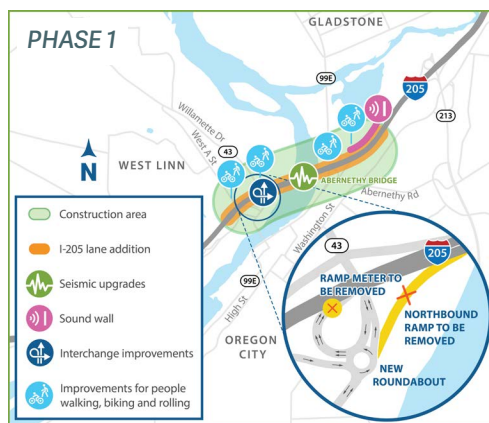 PHASE 1
GLADSTONE
99E
205
213
Willamette Dr
West A St
43
WEST LINN
N
ABERNETHY BRIDGE
Abernethy Rd
Washington St
99E
High St
OREGON
CITY
Construction area
I-205 lane addition
Seismic upgrades
Sound wall
Interchange improvements
Improvements for people
walking, biking and rolling
43
205
RAMP METER TO
BE REMOVED
NORTHBOUND
RAMP TO BE
REMOVED
NEW
ROUNDABOUT